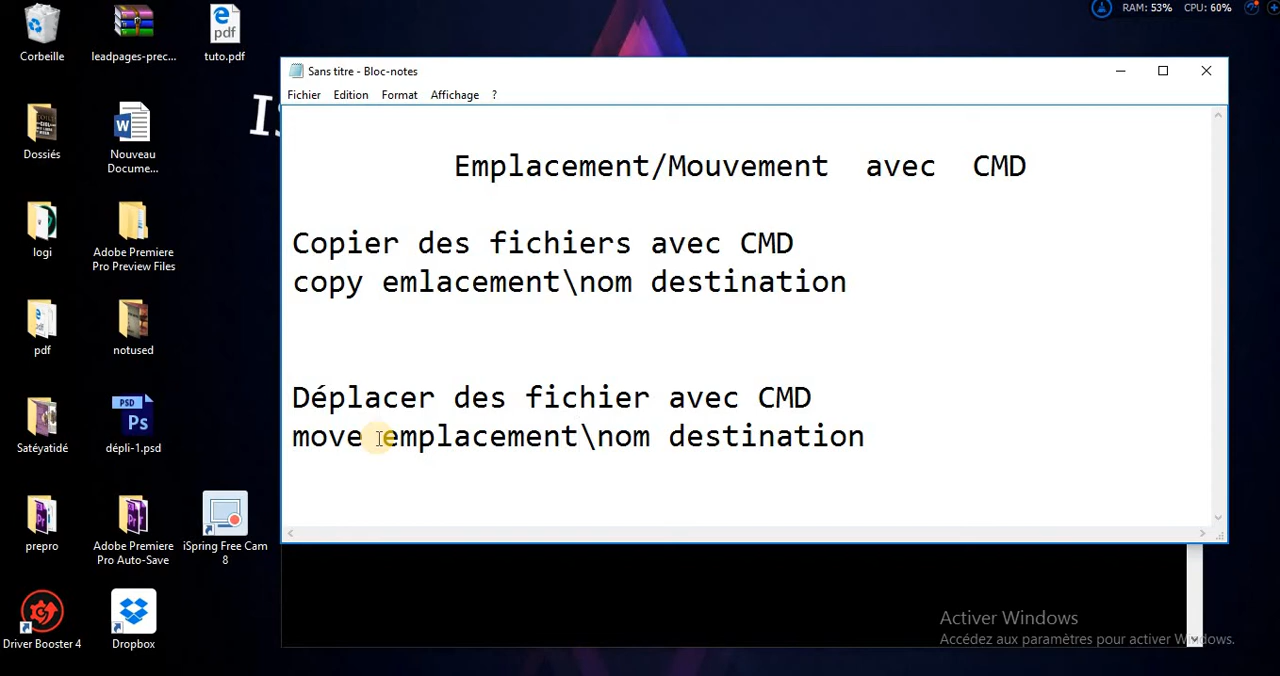 RAM: 53% CPU: 60%
Corbeille
leadpages-prec...
pdf
tuto.pdf
Sans titre - Bloc-notes
Fichier Edition Format Affichage ?
Emplacement/Mouvement avec CMD
Copier des fichiers avec CMD
copy emlacement\nom destination
Déplacer des fichier avec CMD
move emplacement\nom destination
Dossiés
Nouveau
Docume...
logi
Adobe Premiere
Pro Preview Files
pdf
notused
Satéyatidé
PSD
Ps
dépli-1.psd
prepro
Adobe Premiere
Pro Auto-Save
iSpring Free Cam
8
Driver Booster 4
Dropbox
Activer Windows
Accédez aux paramètres pour activer Windows.